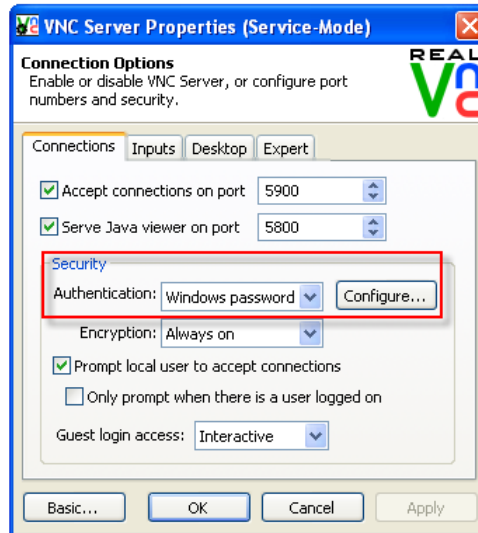 VNC Server Properties (Service-Mode)
Connection Options
Enable or disable VNC Server, or configure port
numbers and security.
REAL
VNC
Connections Inputs Desktop Expert
Accept connections on port 5900
Serve Java viewer on port 5800
Security
Authentication: Windows password Configure...
Encryption: Always on
Prompt local user to accept connections
Only prompt when there is a user logged on
Guest login access: Interactive
Basic... OK Cancel Apply